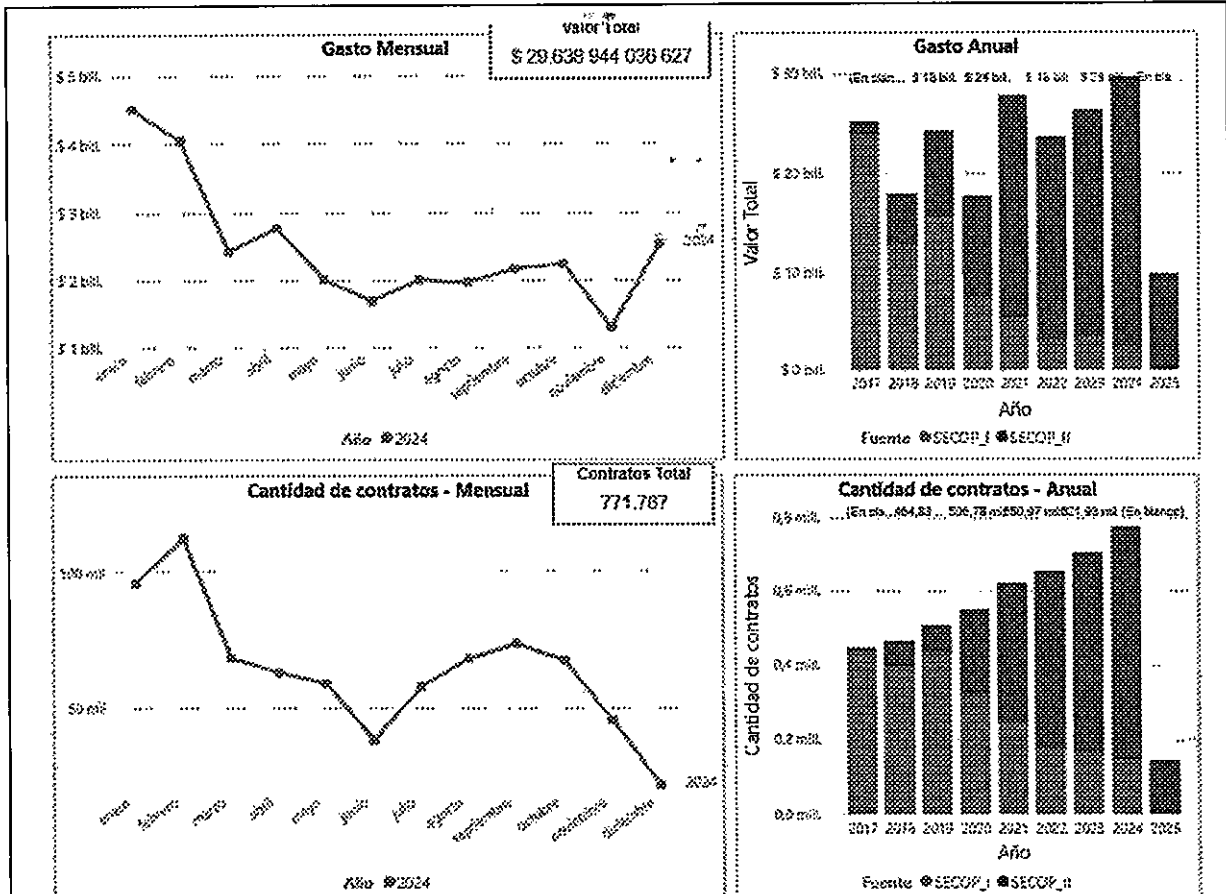 Valor Total
$ 29.639 944 036 627
Gasto Mensual
$ 5 bill.
$ 4 bill.
$ 3 bill.
$ 2 bill.
$ 1 bill.
2024
enero
febrero
marzo
abril
mayo
junio
julio
agosto
septiembre
octubre
noviembre
diciembre
Año 2024
Gasto Anual
$ 30 bill.
$ 20 bill.
$ 10 bill.
$ 0 bill.
Valor Total
2017 2018 2019 2020 2021 2022 2023 2024 2025
Año
Fuente SECOP_I SECOP_II
Contratos Total
771.787
Cantidad de contratos - Mensual
100 mil
50 mil
2024
enero
febrero
marzo
abril
mayo
junio
julio
agosto
septiembre
octubre
noviembre
diciembre
Año 2024
Cantidad de contratos - Anual
0,8 mill.
0,6 mill.
0,4 mill.
0,2 mill.
0,0 mill.
Cantidad de contratos
2017 2018 2019 2020 2021 2022 2023 2024 2025
Año
Fuente SECOP_I SECOP_II